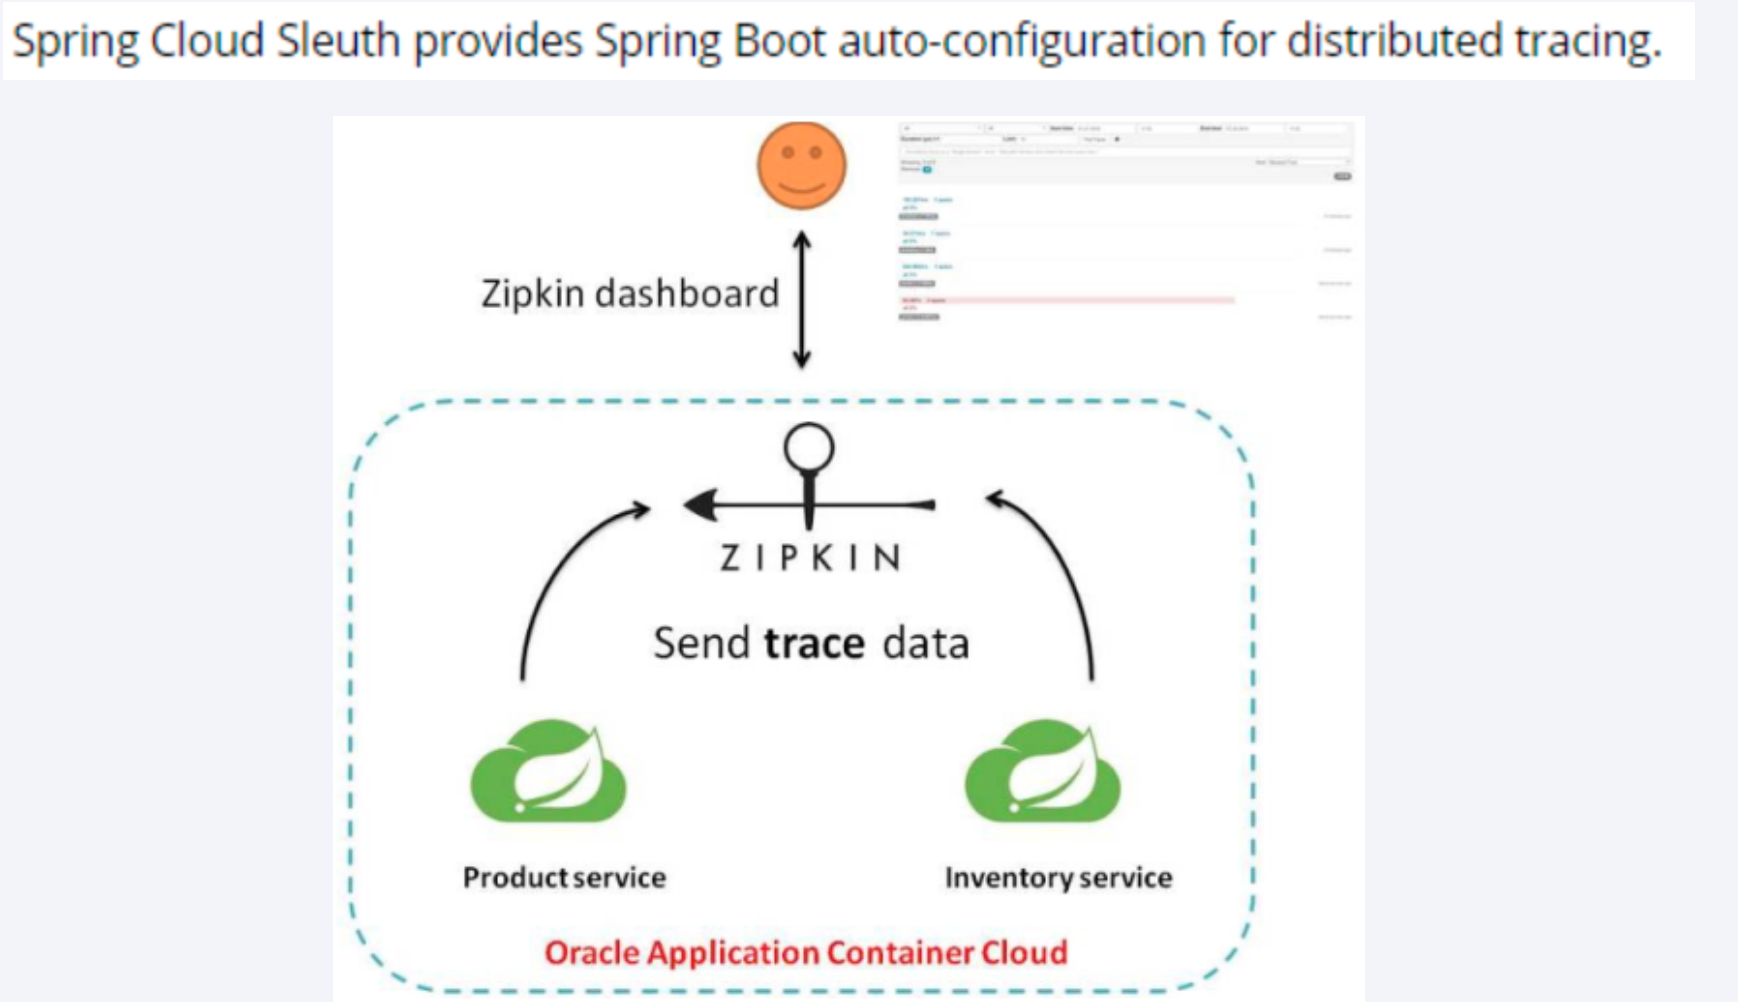 Spring Cloud Sleuth provides Spring Boot auto-configuration for distributed tracing.
Zipkin dashboard
ZIPKIN
Send trace data
Product service
Inventory service
Oracle Application Container Cloud